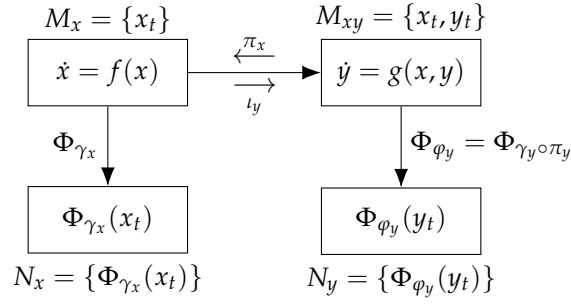 M_x = {x_t}
M_{xy} = {x_t, y_t}
ẋ = f(x)
π_x
ι_y
ẏ = g(x, y)
Φ_{γ_x}
Φ_{φ_y} = Φ_{γ_y∘π_y}
Φ_{γ_x}(x_t)
Φ_{φ_y}(y_t)
N_x = {Φ_{γ_x}(x_t)}
N_y = {Φ_{φ_y}(y_t)}